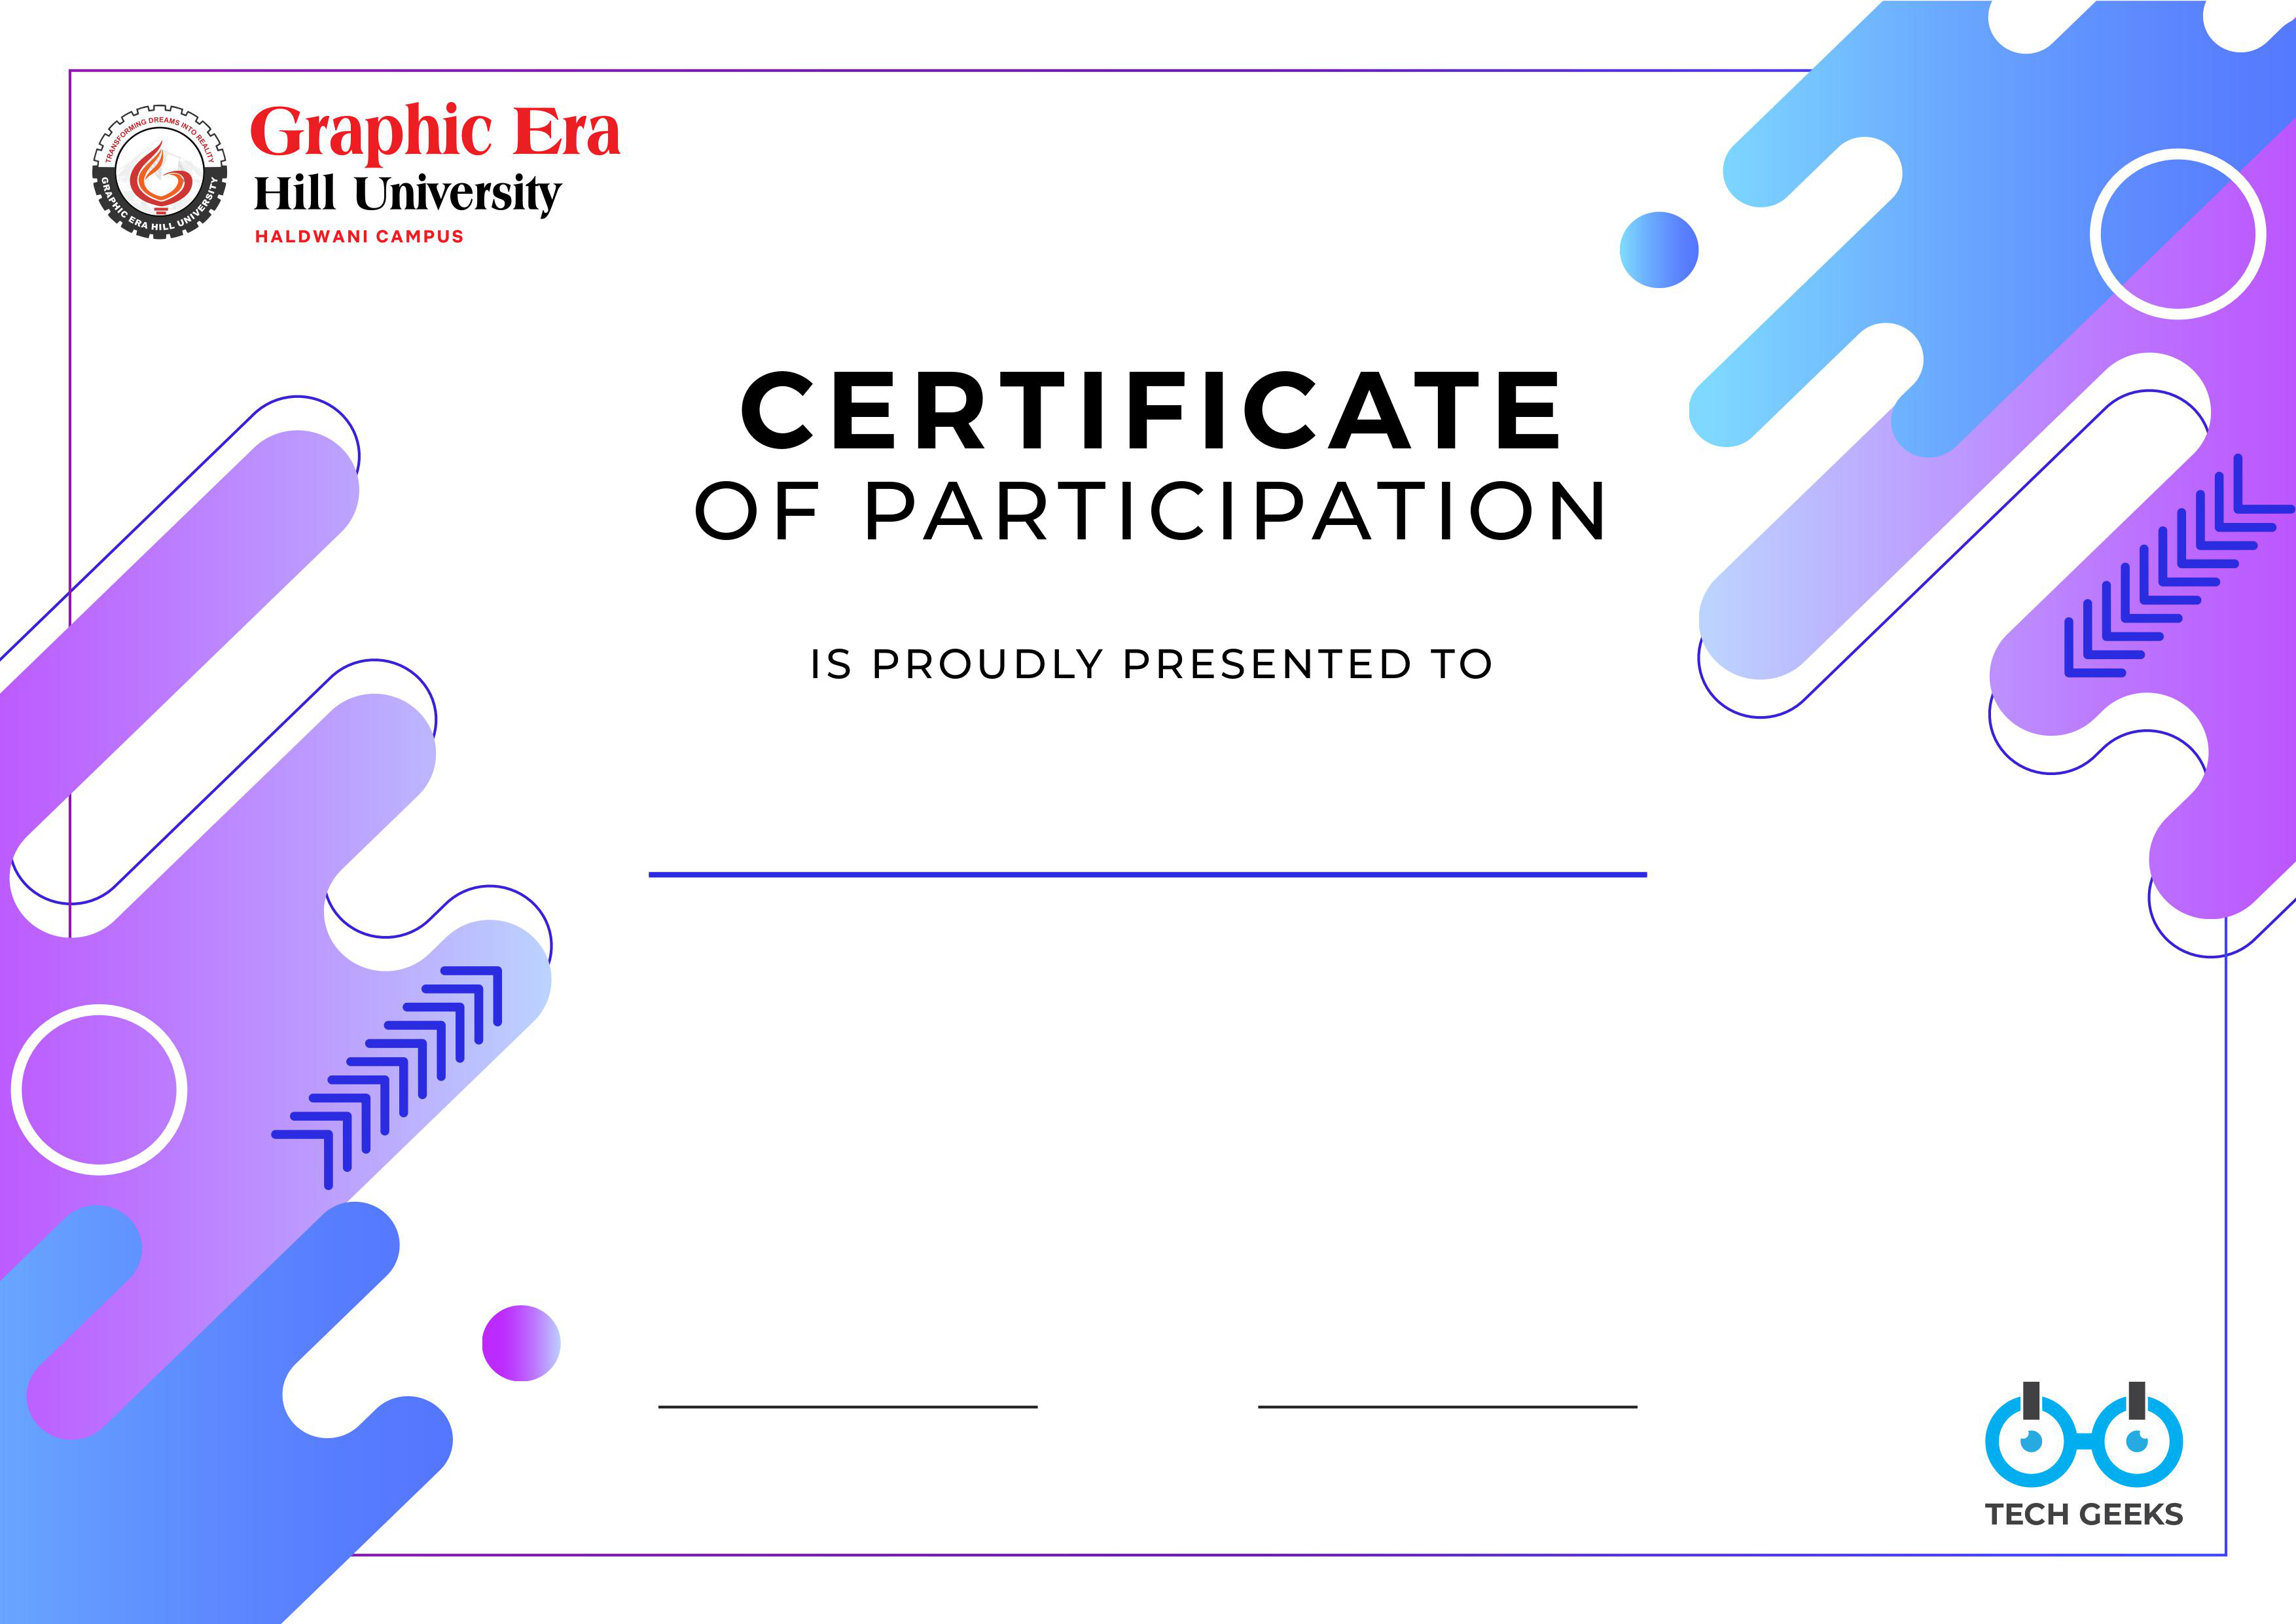 TRANSFORMING DREAMS INTO REALITY
GRAPHIC ERA HILL UNIVERSITY
Graphic Era
Hill University
HALDWANI CAMPUS
CERTIFICATE
OF PARTICIPATION
IS PROUDLY PRESENTED TO
TECH GEEKS